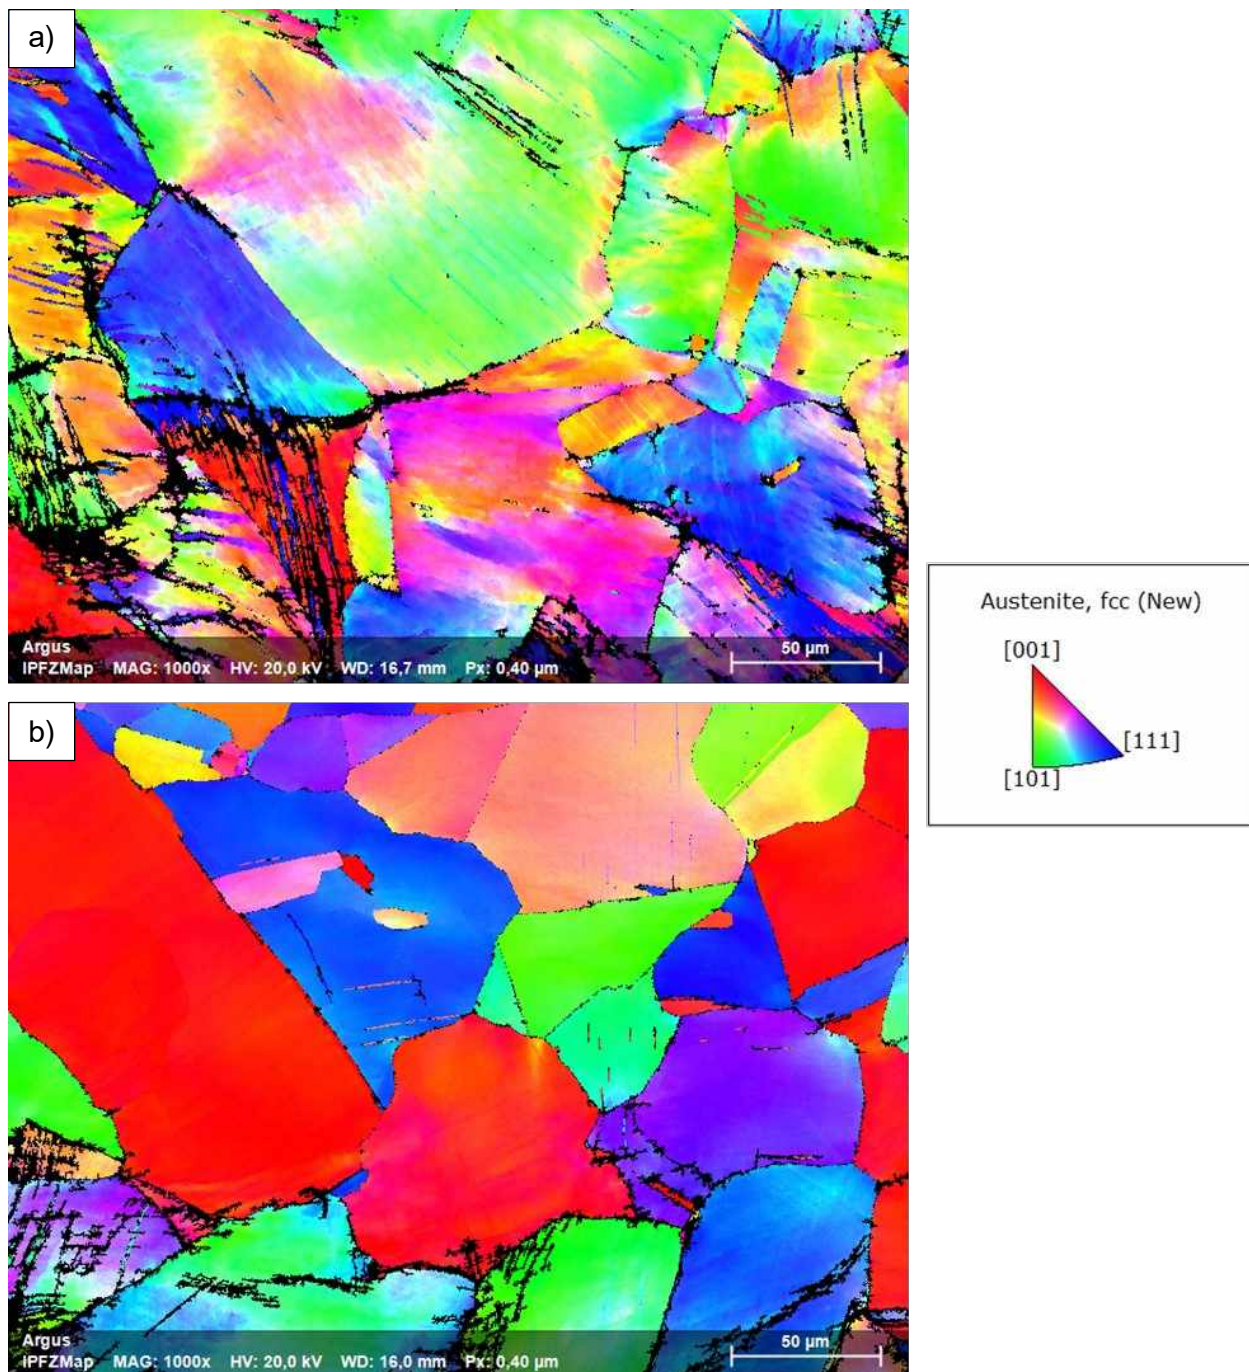 a)
Argus
IPFZMap MAG: 1000x HV: 20,0 kV WD: 16,7 mm Px: 0,40 µm
50 µm
Austenite, fcc (New)
[001]
[111]
[101]
b)
Argus
IPFZMap MAG: 1000x HV: 20,0 kV WD: 16,0 mm Px: 0,40 µm
50 µm